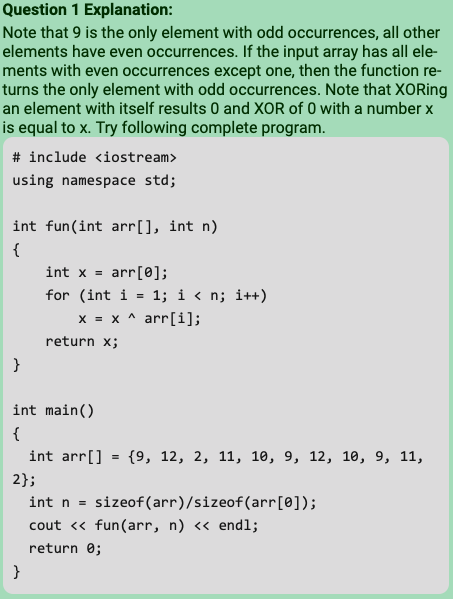 Question 1 Explanation:
Note that 9 is the only element with odd occurrences, all other
elements have even occurrences. If the input array has all ele-
ments with even occurrences except one, then the function re-
turns the only element with odd occurrences. Note that XORing
an element with itself results 0 and XOR of 0 with a number x
is equal to x. Try following complete program.
# include <iostream>
using namespace std;
int fun(int arr[], int n)
{
    int x = arr[0];
    for (int i = 1; i < n; i++)
        x = x ^ arr[i];
    return x;
}
int main()
{
  int arr[] = {9, 12, 2, 11, 10, 9, 12, 10, 9, 11,
2};
  int n = sizeof(arr)/sizeof(arr[0]);
  cout << fun(arr, n) << endl;
  return 0;
}